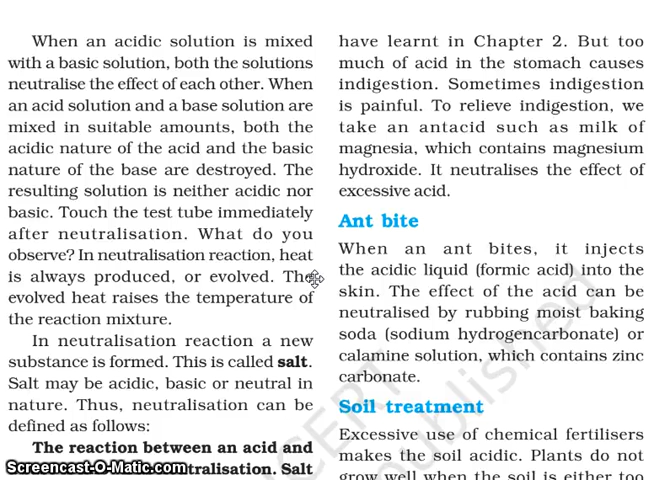 When an acidic solution is mixed
with a basic solution, both the solutions
neutralise the effect of each other. When
an acid solution and a base solution are
mixed in suitable amounts, both the
acidic nature of the acid and the basic
nature of the base are destroyed. The
resulting solution is neither acidic nor
basic. Touch the test tube immediately
after neutralisation. What do you
observe? In neutralisation reaction, heat
is always produced, or evolved. The
evolved heat raises the temperature of
the reaction mixture.
In neutralisation reaction a new
substance is formed. This is called salt.
Salt may be acidic, basic or neutral in
nature. Thus, neutralisation can be
defined as follows:
The reaction between an acid and
tralisation. Salt
Screencast-O-Matic.com
have learnt in Chapter 2. But too
much of acid in the stomach causes
indigestion. Sometimes indigestion
is painful. To relieve indigestion, we
take an antacid such as milk of
magnesia, which contains magnesium
hydroxide. It neutralises the effect of
excessive acid.
Ant bite
When an ant bites, it injects
the acidic liquid (formic acid) into the
skin. The effect of the acid can be
neutralised by rubbing moist baking
soda (sodium hydrogencarbonate) or
calamine solution, which contains zinc
carbonate.
Soil treatment
Excessive use of chemical fertilisers
makes the soil acidic. Plants do not
grow well when the soil is either too